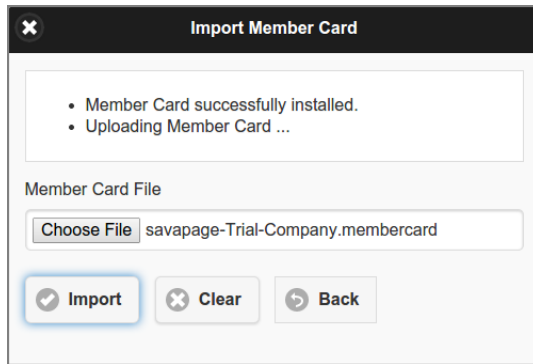 Import Member Card
Member Card successfully installed.
Uploading Member Card ...
Member Card File
Choose File savapage-Trial-Company.membercard
Import Clear Back